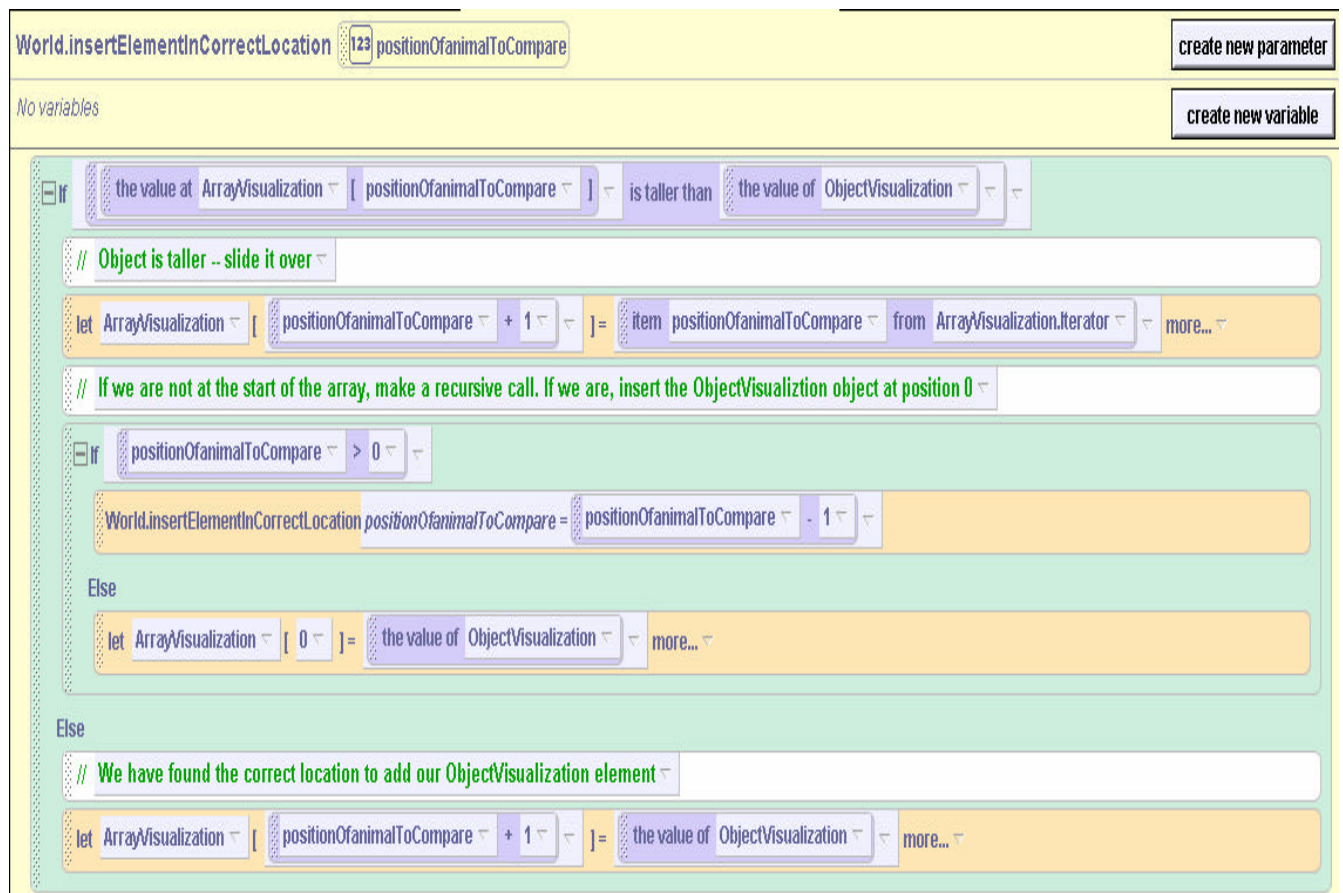 World.insertElementInCorrectLocation 123 positionOfanimalToCompare create new parameter
No variables create new variable
If the value at ArrayVisualization [ positionOfanimalToCompare ] is taller than the value of ObjectVisualization
// Object is taller -- slide it over
let ArrayVisualization [ positionOfanimalToCompare + 1 ] = item positionOfanimalToCompare from ArrayVisualization.Iterator more...
// If we are not at the start of the array, make a recursive call. If we are, insert the ObjectVisualiztion object at position 0
If positionOfanimalToCompare > 0
World.insertElementInCorrectLocation positionOfanimalToCompare = positionOfanimalToCompare - 1
Else
let ArrayVisualization [ 0 ] = the value of ObjectVisualization more...
Else
// We have found the correct location to add our ObjectVisualization element
let ArrayVisualization [ positionOfanimalToCompare + 1 ] = the value of ObjectVisualization more...